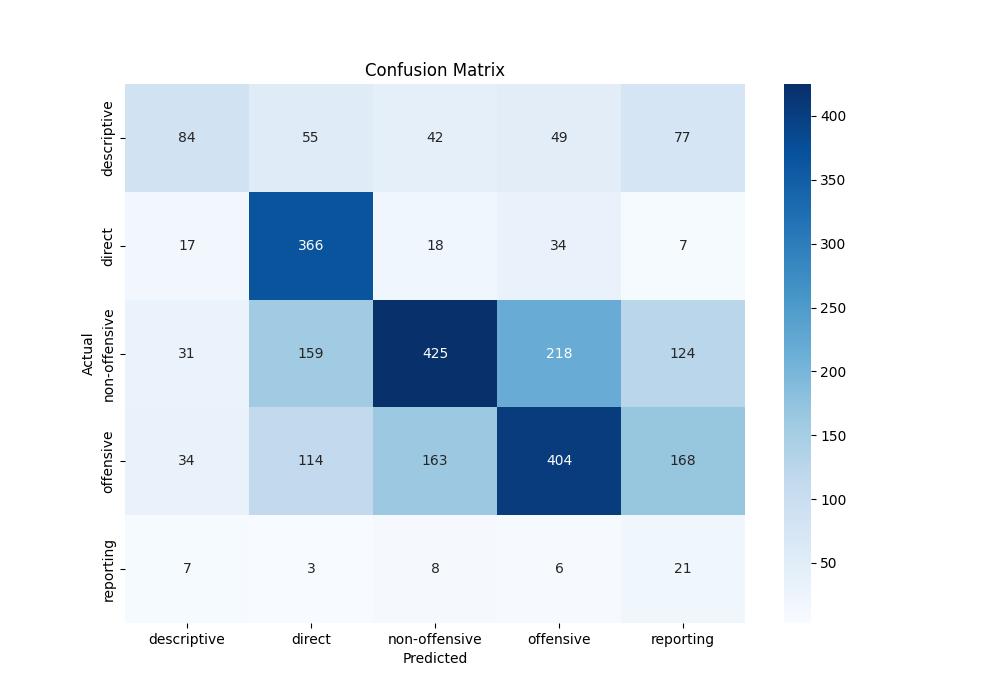 Confusion Matrix
Actual
descriptive 84 55 42 49 77
direct 17 366 18 34 7
non-offensive 31 159 425 218 124
offensive 34 114 163 404 168
reporting 7 3 8 6 21
descriptive direct non-offensive offensive reporting
Predicted
400
350
300
250
200
150
100
50